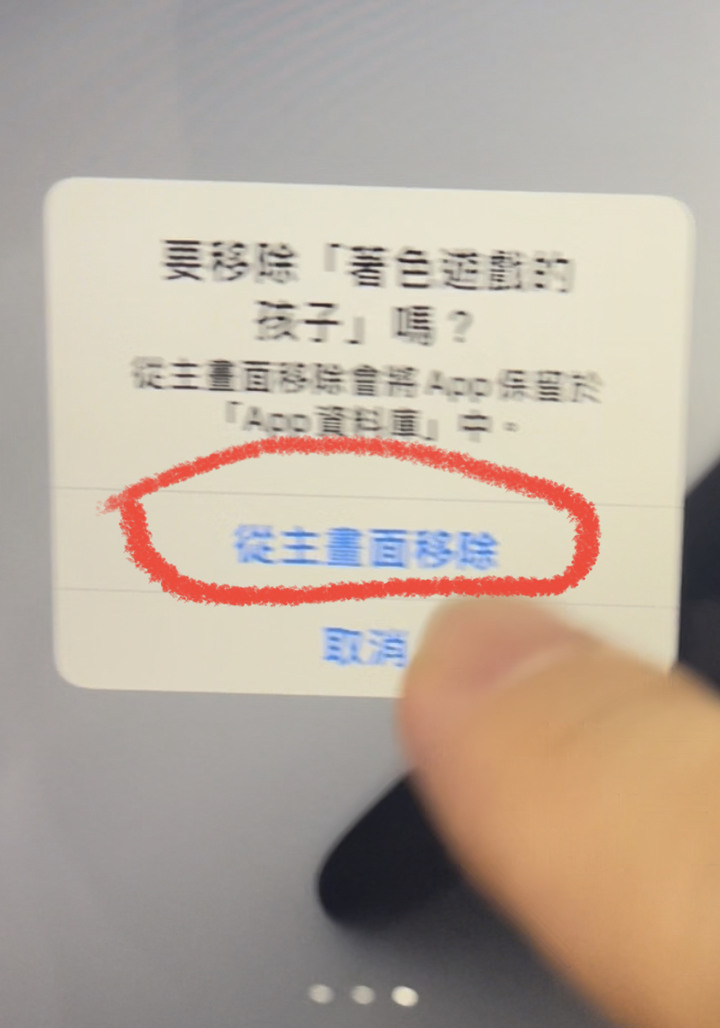 要移除「著色遊戲的
孩子」嗎？
從主畫面移除會將 App 保留於
「App 資料庫」中。
從主畫面移除
取消